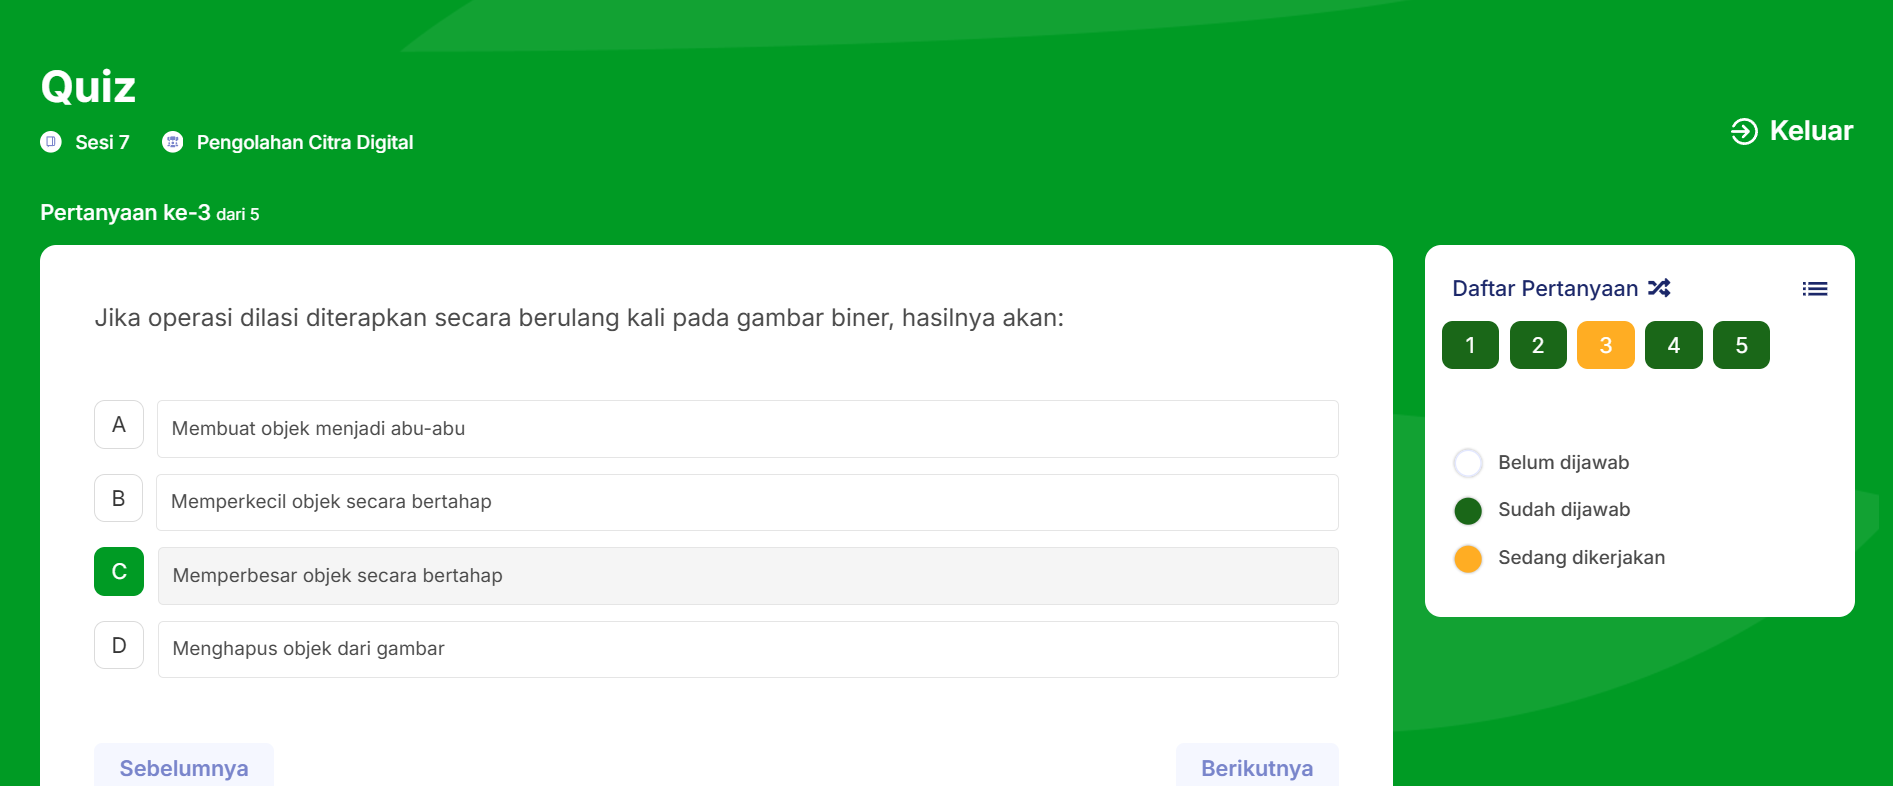 Quiz
Sesi 7 Pengolahan Citra Digital
Keluar
Pertanyaan ke-3 dari 5
Jika operasi dilasi diterapkan secara berulang kali pada gambar biner, hasilnya akan:
A Membuat objek menjadi abu-abu
B Memperkecil objek secara bertahap
C Memperbesar objek secara bertahap
D Menghapus objek dari gambar
Sebelumnya Berikutnya
Daftar Pertanyaan
1 2 3 4 5
Belum dijawab
Sudah dijawab
Sedang dikerjakan